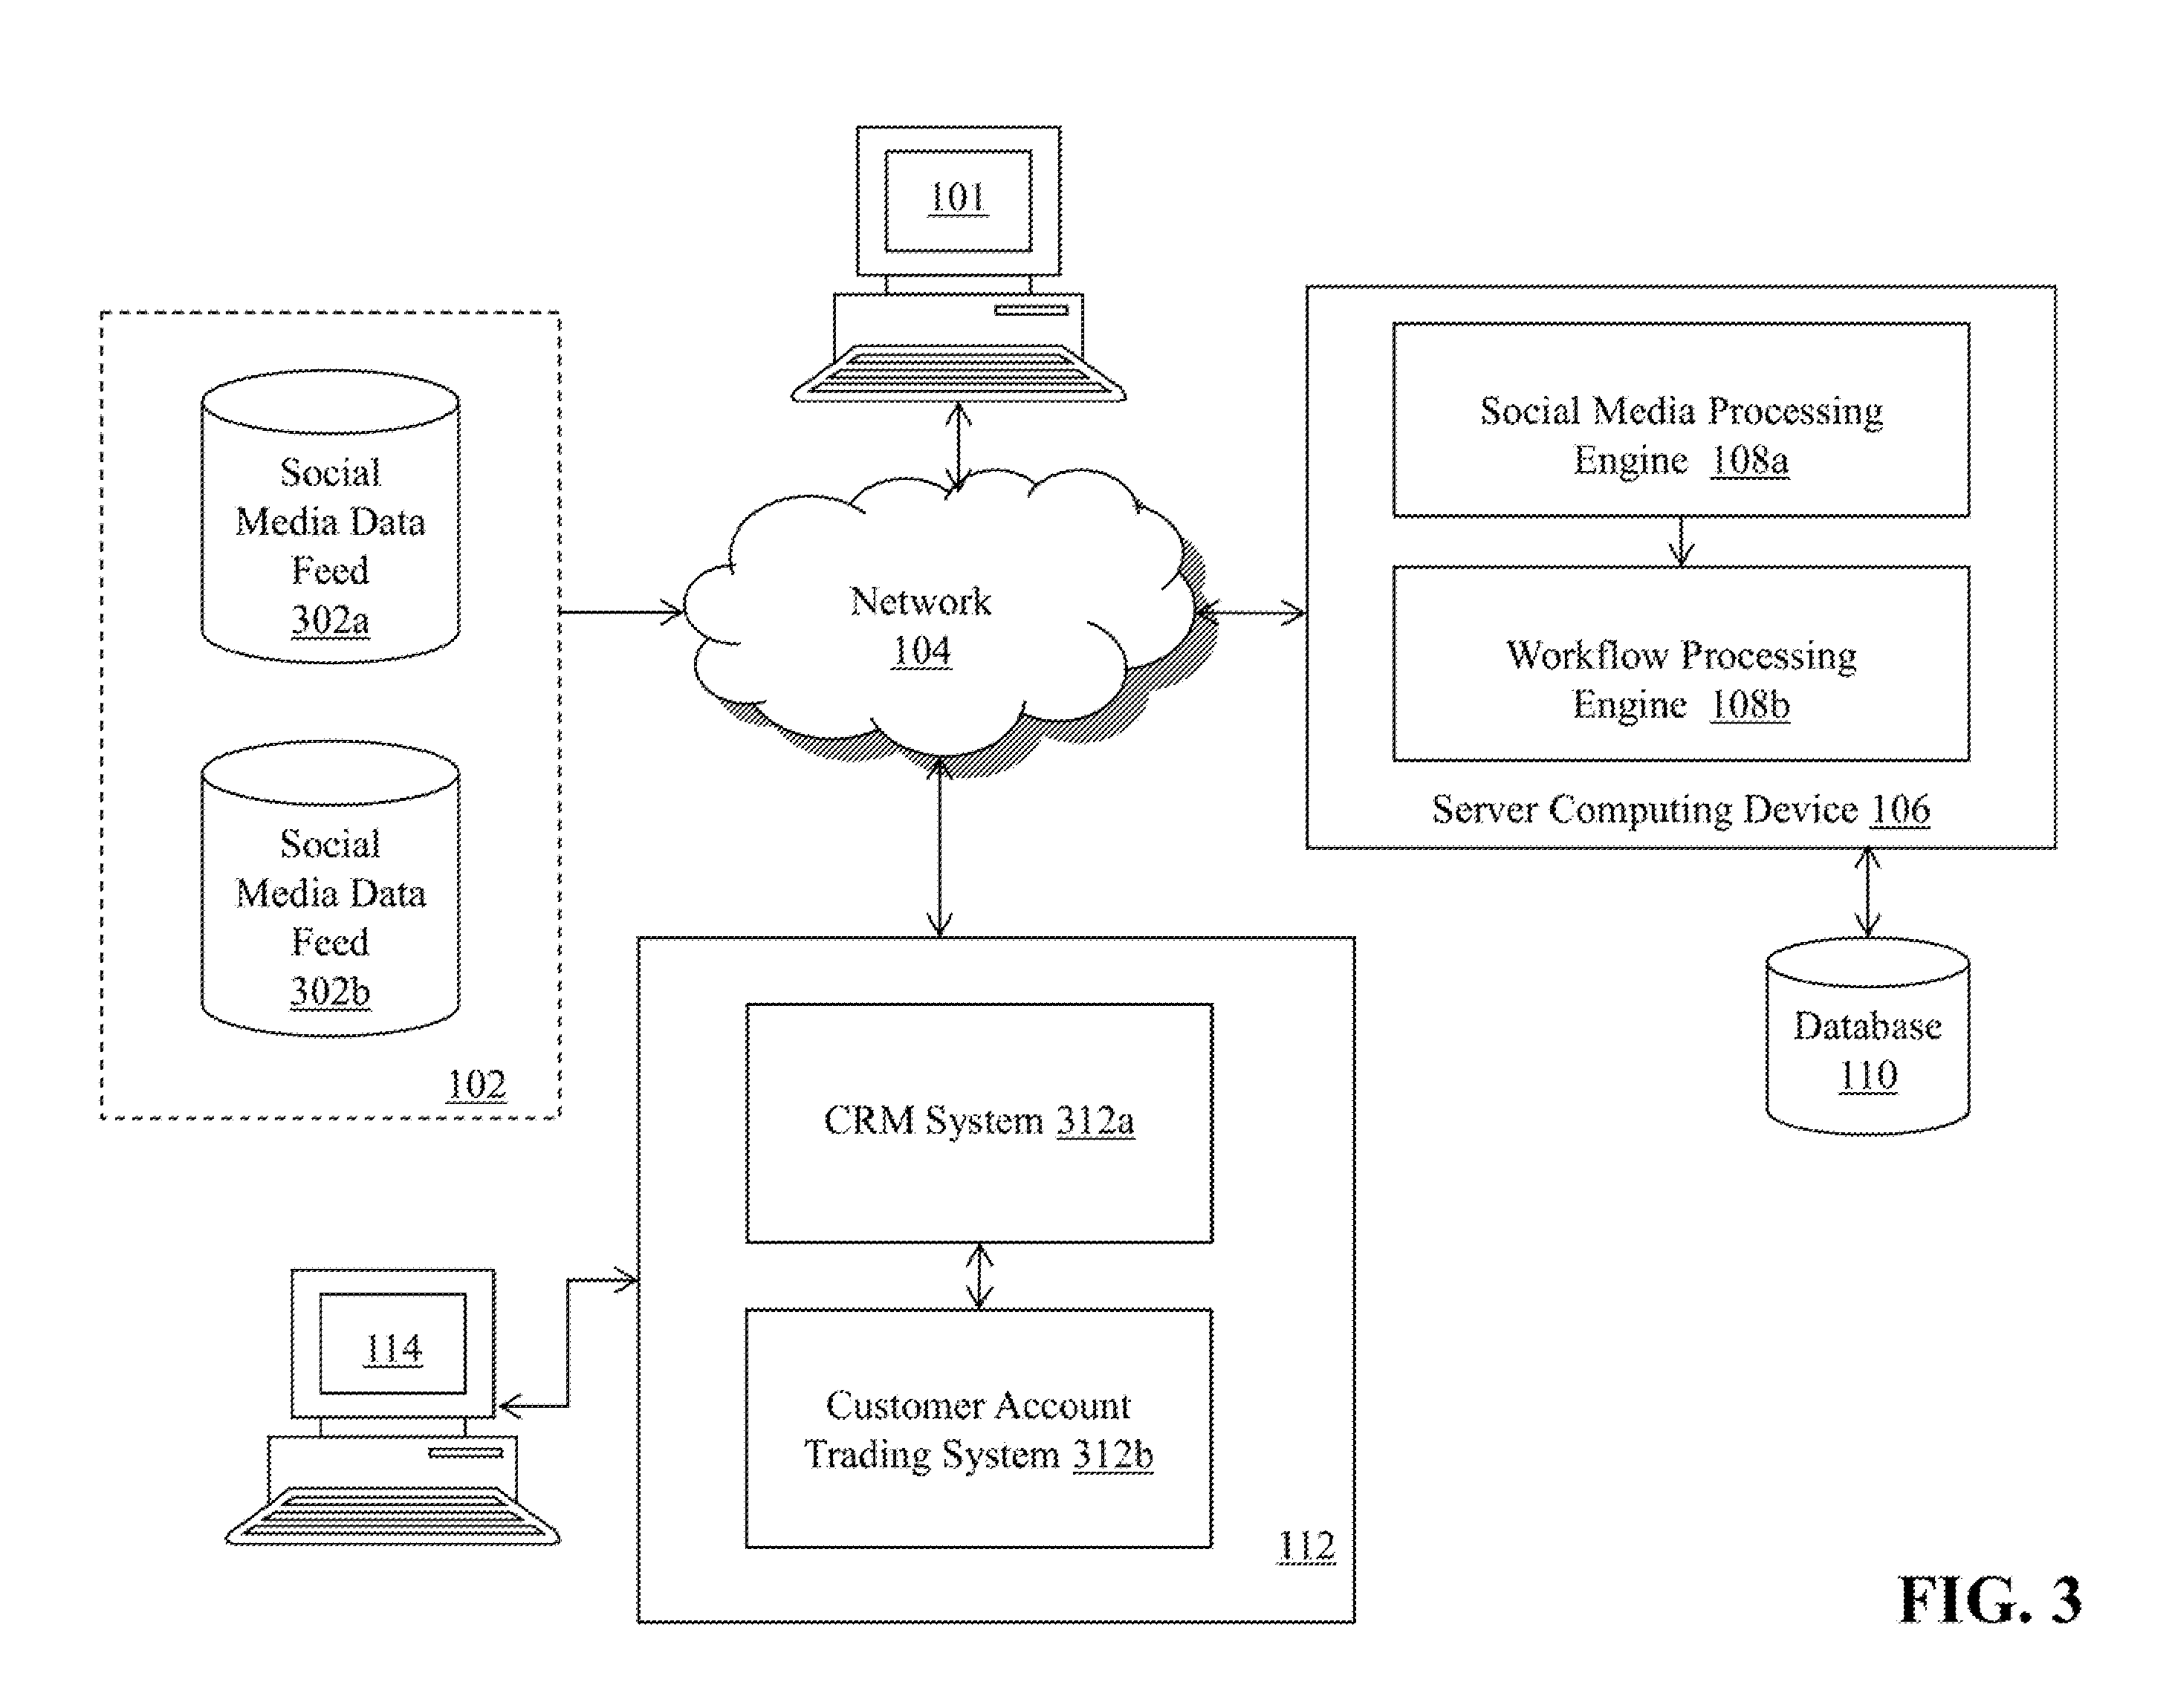 101
Social
Media Data
Feed
302a
Social
Media Data
Feed
302b
102
Network
104
Social Media Processing
Engine 108a
Workflow Processing
Engine 108b
Server Computing Device 106
Database
110
CRM System 312a
Customer Account
Trading System 312b
112
114
FIG. 3